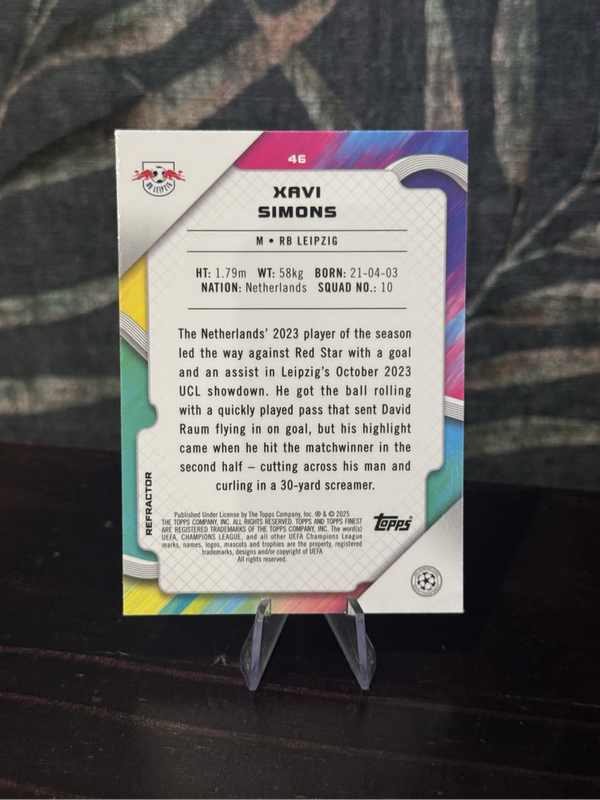 46
RB LEIPZIG
XAVI
SIMONS
M • RB LEIPZIG
HT: 1.79m WT: 58kg BORN: 21-04-03
NATION: Netherlands SQUAD NO.: 10
The Netherlands' 2023 player of the season
led the way against Red Star with a goal
and an assist in Leipzig's October 2023
UCL showdown. He got the ball rolling
with a quickly played pass that sent David
Raum flying in on goal, but his highlight
came when he hit the matchwinner in the
second half – cutting across his man and
curling in a 30-yard screamer.
REFRACTOR
Published Under License by The Topps Company, Inc. ® & © 2025
THE TOPPS COMPANY, INC. ALL RIGHTS RESERVED. TOPPS AND TOPPS FINEST
ARE REGISTERED TRADEMARKS OF THE TOPPS COMPANY, INC. The word(s)
UEFA, CHAMPIONS LEAGUE, and all other UEFA Champions League
marks, names, logos, mascots and trophies are the property, registered
trademarks, designs and/or copyright of UEFA
All rights reserved.
Topps